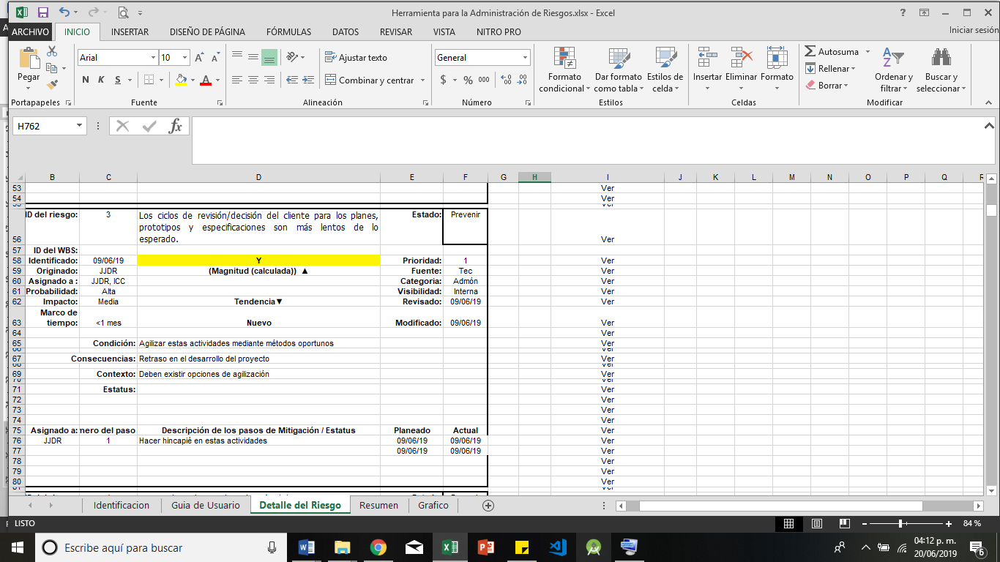 Herramienta para la Administración de Riesgos.xlsx - Excel
ARCHIVO INICIO INSERTAR DISEÑO DE PÁGINA FÓRMULAS DATOS REVISAR VISTA NITRO PRO Iniciar sesión
Pegar
Portapapeles
Arial 10
N K S
Fuente
Ajustar texto
Combinar y centrar
Alineación
General
$ % 000
Número
Formato condicional
Dar formato como tabla
Estilos de celda
Estilos
Insertar Eliminar Formato
Celdas
Autosuma
Rellenar
Borrar
Ordenar y filtrar
Buscar y seleccionar
Modificar
H762
fx
B C D E F G H I J K L M N O P Q R
53 Ver
54 Ver
ID del riesgo: 3 Los ciclos de revisión/decisión del cliente para los planes, Estado: Prevenir
prototipos y especificaciones son más lentos de lo
56 esperado. Ver
57 ID del WBS:
58 Identificado: 09/06/19 Y Prioridad: 1 Ver
59 Originado: JJDR (Magnitud (calculada)) ▲ Fuente: Tec Ver
60 Asignado a : JJDR, ICC Categoria: Admón Ver
61 Probabilidad: Alta Visibilidad: Interna Ver
62 Impacto: Media Tendencia▼ Revisado: 09/06/19 Ver
Marco de
63 tiempo: <1 mes Nuevo Modificado: 09/06/19 Ver
64 Ver
65 Condición: Agilizar estas actividades mediante métodos oportunos Ver
67 Consecuencias: Retraso en el desarrollo del proyecto Ver
69 Contexto: Deben existir opciones de agilización Ver
71 Estatus: Ver
72 Ver
73 Ver
74 Ver
75 Asignado a: mero del paso Descripción de los pasos de Mitigación / Estatus Planeado Actual Ver
76 JJDR 1 Hacer hincapié en estas actividades 09/06/19 09/06/19 Ver
77 09/06/19 09/06/19 Ver
78 Ver
79 Ver
80 Ver
Identificacion Guia de Usuario Detalle del Riesgo Resumen Grafico
LISTO 84 %
Escribe aquí para buscar
04:12 p. m.
20/06/2019
6